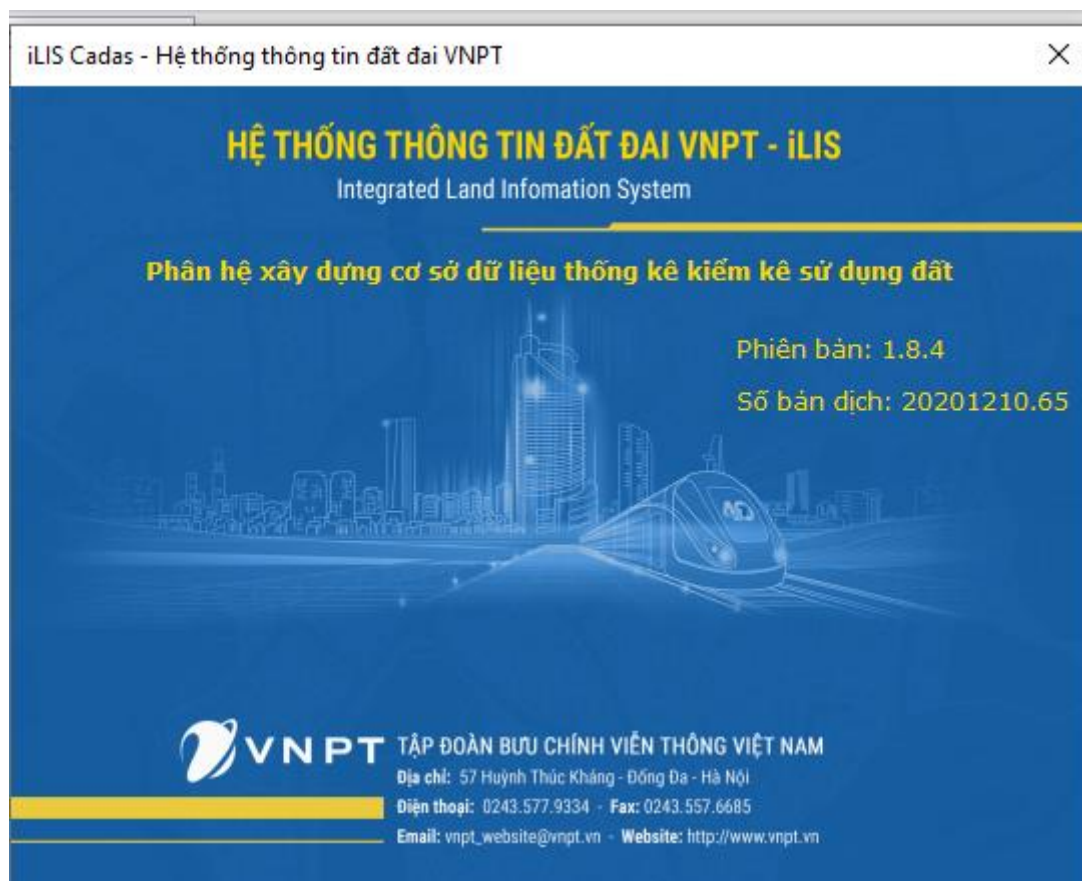 iLIS Cadas - Hệ thống thông tin đất đai VNPT
HỆ THỐNG THÔNG TIN ĐẤT ĐAI VNPT - iLIS
Integrated Land Infomation System
Phân hệ xây dựng cơ sở dữ liệu thống kê kiểm kê sử dụng đất
Phiên bản: 1.8.4
Số bản dịch: 20201210.65
VNPT
TẬP ĐOÀN BƯU CHÍNH VIỄN THÔNG VIỆT NAM
Địa chỉ: 57 Huỳnh Thúc Kháng - Đống Đa - Hà Nội
Điện thoại: 0243.577.9334 - Fax: 0243.557.6685
Email: vnpt_website@vnpt.vn - Website: http://www.vnpt.vn